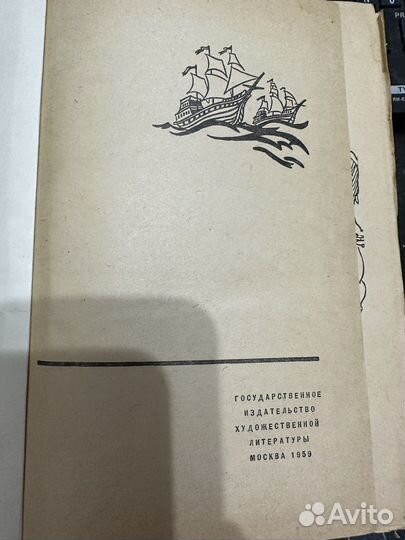 ГОСУДАРСТВЕННОЕ
ИЗДАТЕЛЬСТВО
ХУДОЖЕСТВЕННОЙ
ЛИТЕРАТУРЫ
МОСКВА 1959
Avito